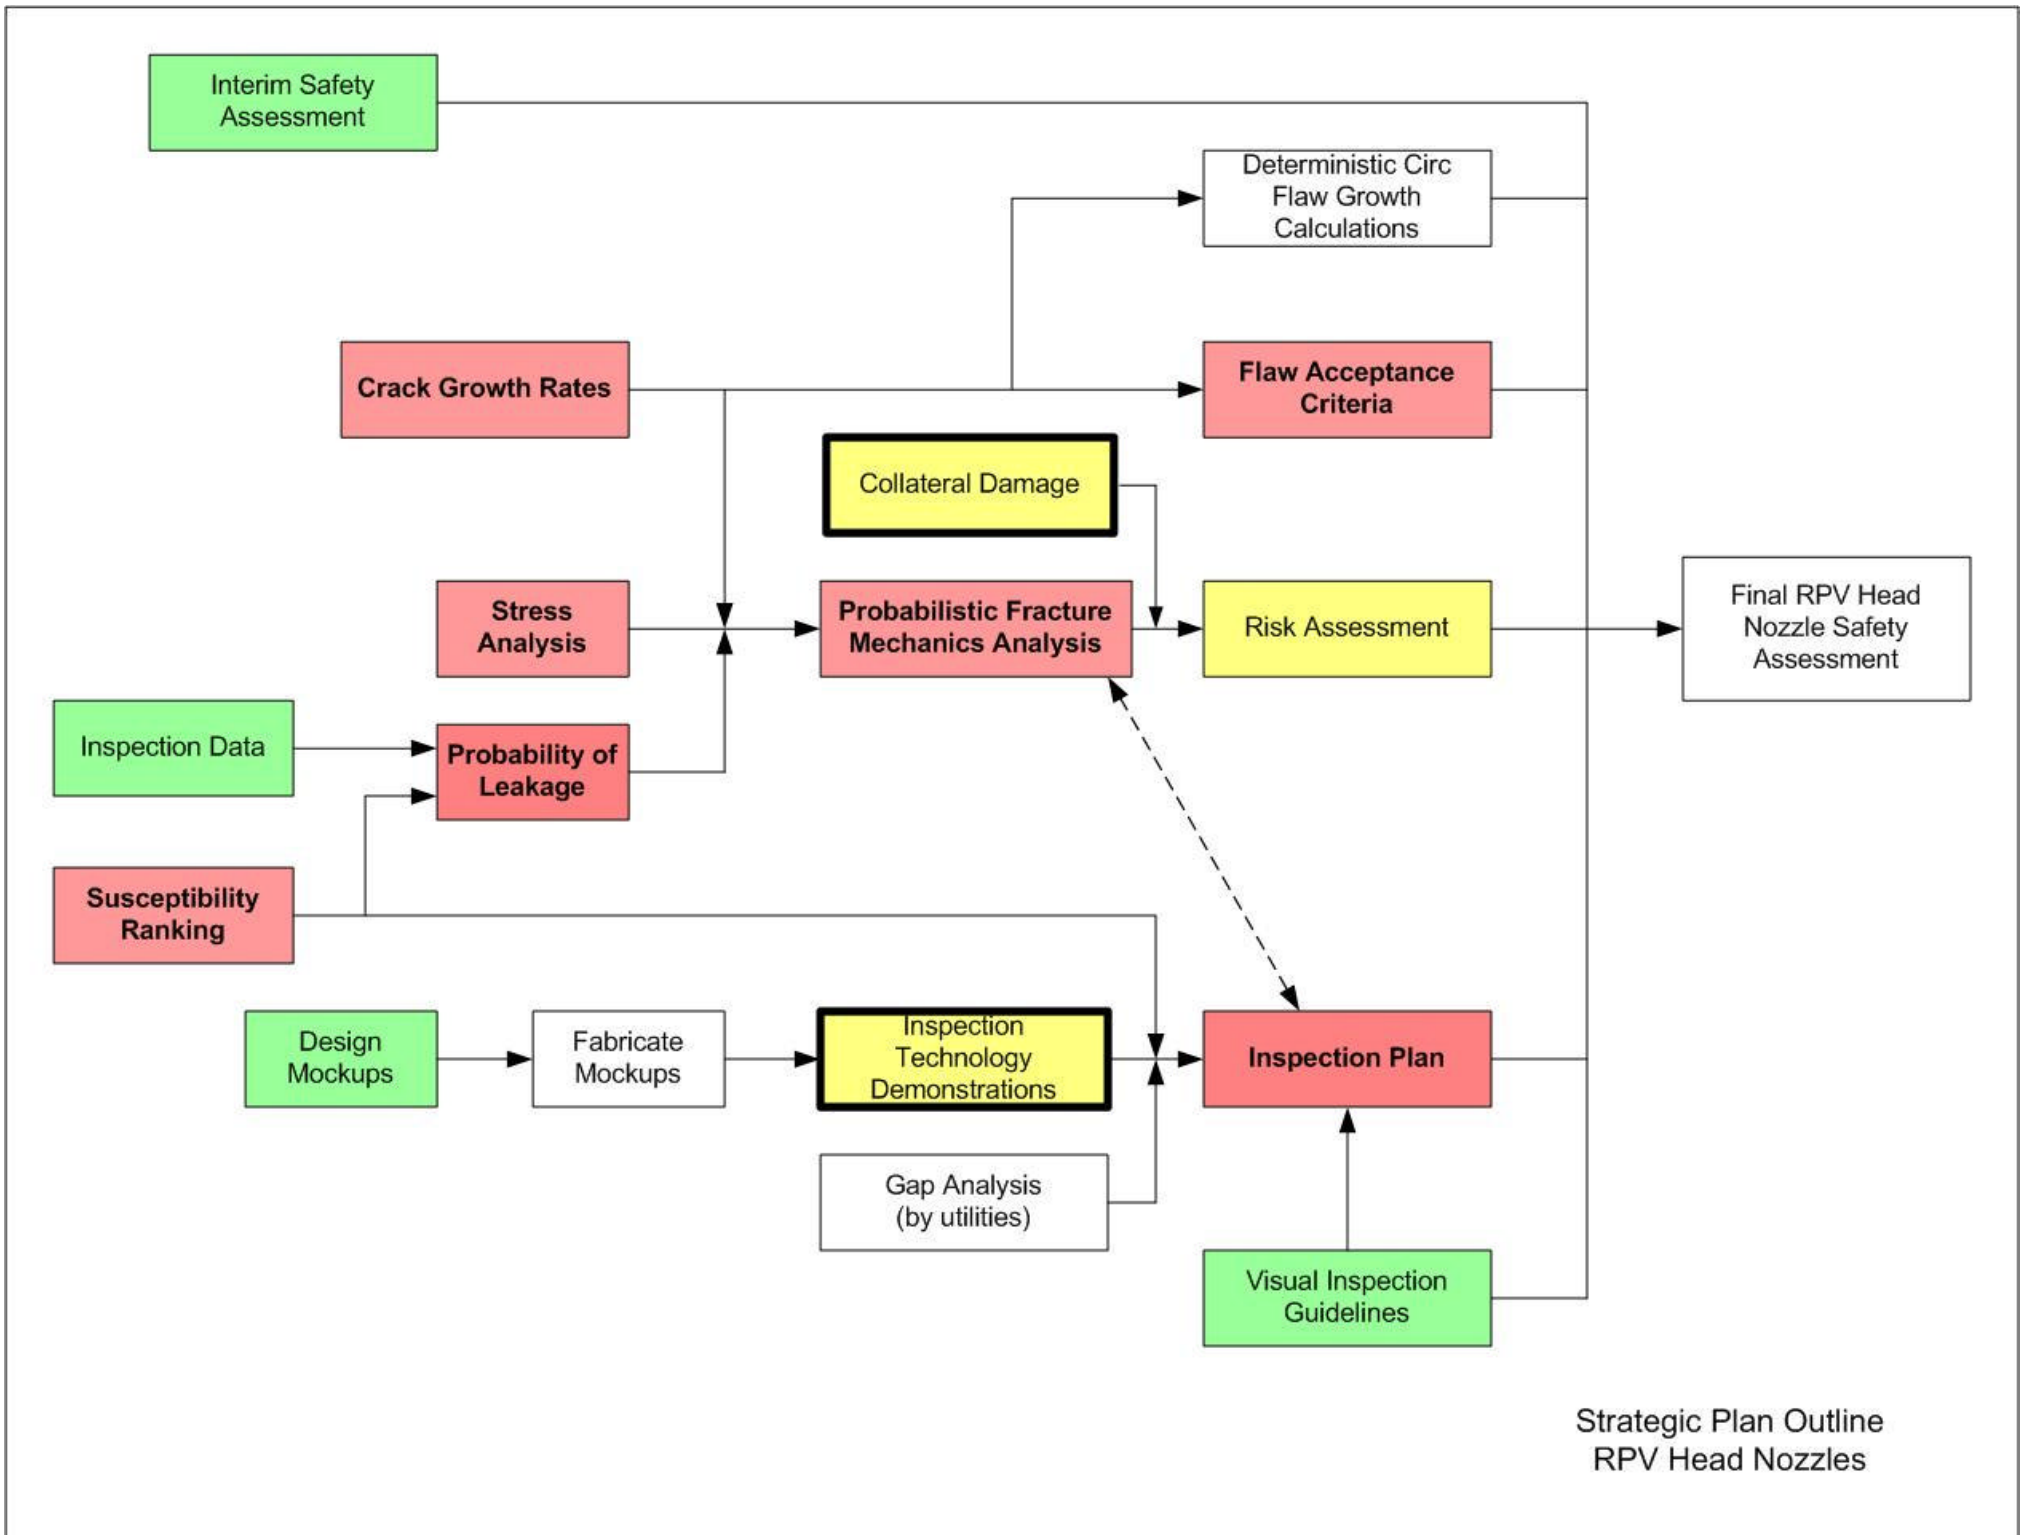 Interim Safety
Assessment
Deterministic Circ
Flaw Growth
Calculations
Crack Growth Rates
Flaw Acceptance
Criteria
Collateral Damage
Stress
Analysis
Probabilistic Fracture
Mechanics Analysis
Risk Assessment
Final RPV Head
Nozzle Safety
Assessment
Inspection Data
Probability of
Leakage
Susceptibility
Ranking
Design
Mockups
Fabricate
Mockups
Inspection
Technology
Demonstrations
Inspection Plan
Gap Analysis
(by utilities)
Visual Inspection
Guidelines
Strategic Plan Outline
RPV Head Nozzles